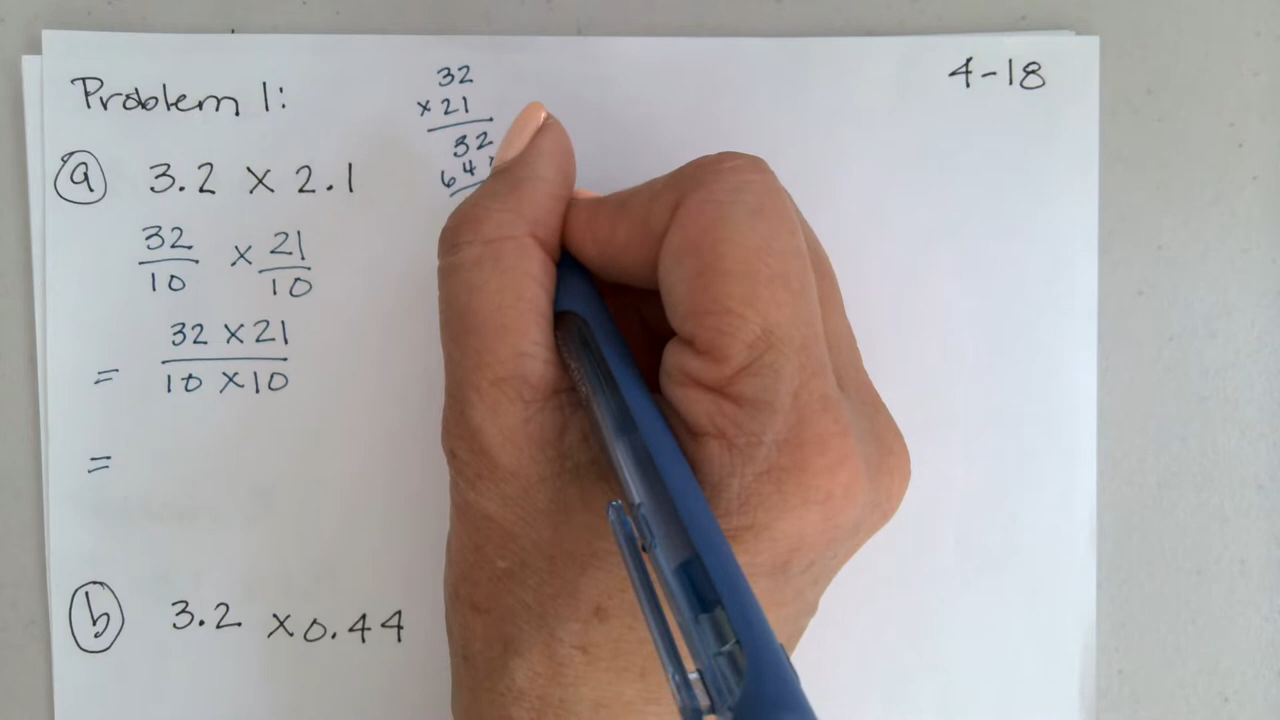 Problem 1:
4-18
32
x 21
32
64
ⓐ 3.2 x 2.1
32/10 x 21/10
= 32 x 21 / 10 x 10
=
ⓑ 3.2 x 0.44